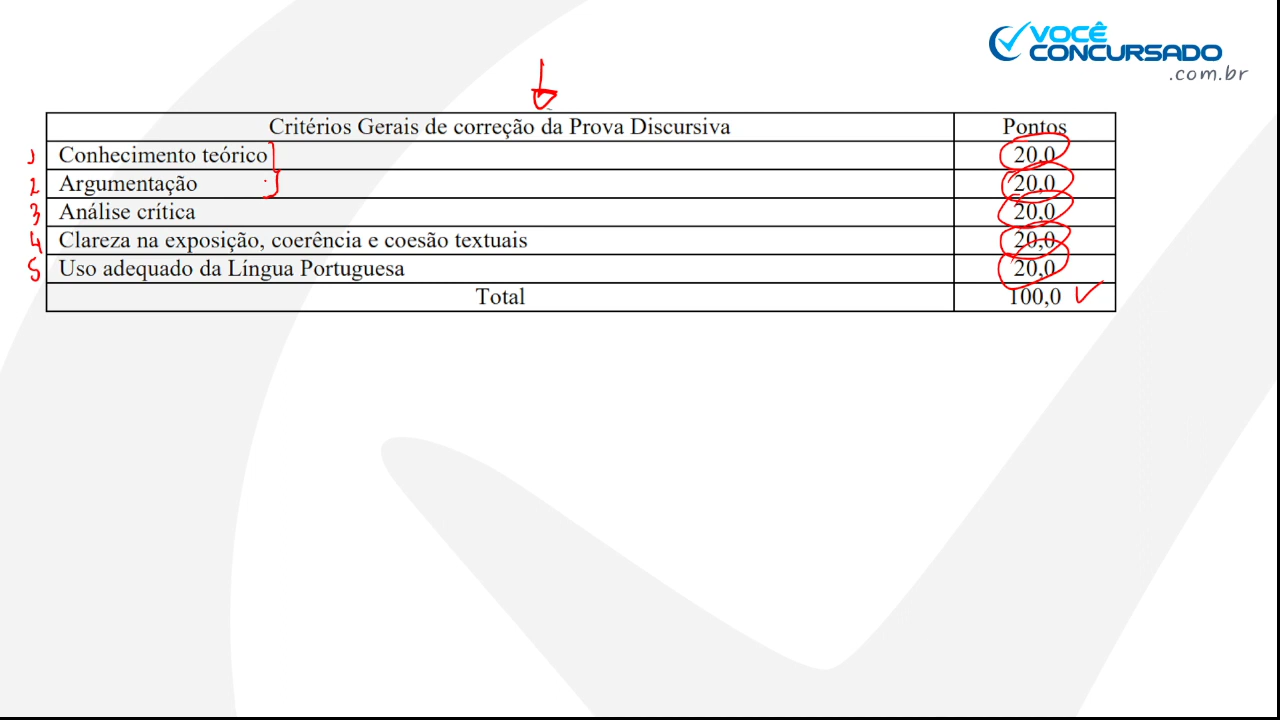 VOCÊ
CONCURSADO
.com.br
Critérios Gerais de correção da Prova Discursiva Pontos
1 Conhecimento teórico 20,0
2 Argumentação 20,0
3 Análise crítica 20,0
4 Clareza na exposição, coerência e coesão textuais 20,0
5 Uso adequado da Língua Portuguesa 20,0
Total 100,0